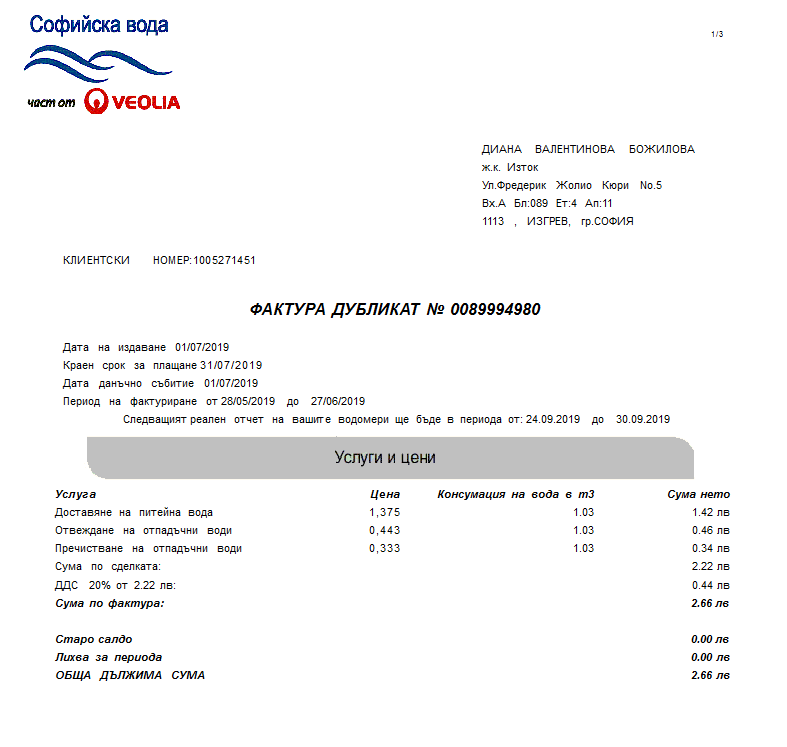 Софийска вода
част от VEOLIA
1/3
ДИАНА ВАЛЕНТИНОВА БОЖИЛОВА
ж.к. Изток
Ул.Фредерик Жолио Кюри No.5
Вх.А Бл:089 Ет:4 Ап:11
1113 , ИЗГРЕВ, гр.СОФИЯ
КЛИЕНТСКИ НОМЕР:1005271451
ФАКТУРА ДУБЛИКАТ № 0089994980
Дата на издаване 01/07/2019
Краен срок за плащане 31/07/2019
Дата данъчно събитие 01/07/2019
Период на фактуриране от 28/05/2019 до 27/06/2019
Следващият реален отчет на вашите водомери ще бъде в периода от: 24.09.2019 до 30.09.2019
Услуги и цени
Услуга Цена Консумация на вода в m3 Сума нето
Доставяне на питейна вода 1,375 1.03 1.42 лв
Отвеждане на отпадъчни води 0,443 1.03 0.46 лв
Пречистване на отпадъчни води 0,333 1.03 0.34 лв
Сума по сделката: 2.22 лв
ДДС 20% от 2.22 лв: 0.44 лв
Сума по фактура: 2.66 лв
Старо салдо 0.00 лв
Лихва за периода 0.00 лв
ОБЩА ДЪЛЖИМА СУМА 2.66 лв